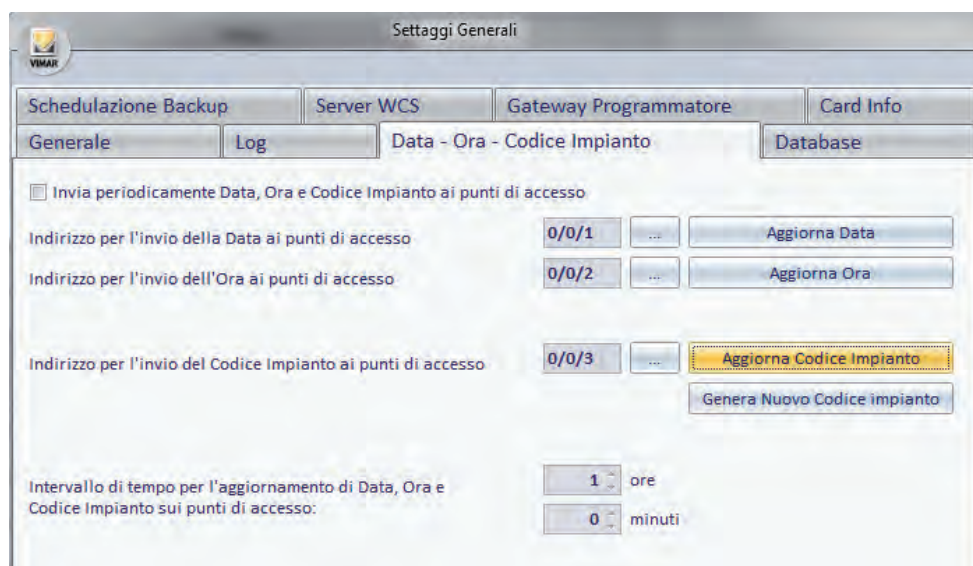 Settaggi Generali
VIMAR
Schedulazione Backup Server WCS Gateway Programmatore Card Info
Generale Log Data - Ora - Codice Impianto Database
Invia periodicamente Data, Ora e Codice Impianto ai punti di accesso
Indirizzo per l'invio della Data ai punti di accesso 0/0/1 ... Aggiorna Data
Indirizzo per l'invio dell'Ora ai punti di accesso 0/0/2 ... Aggiorna Ora
Indirizzo per l'invio del Codice Impianto ai punti di accesso 0/0/3 ... Aggiorna Codice Impianto
Genera Nuovo Codice impianto
Intervallo di tempo per l'aggiornamento di Data, Ora e 1 ore
Codice Impianto sui punti di accesso: 0 minuti